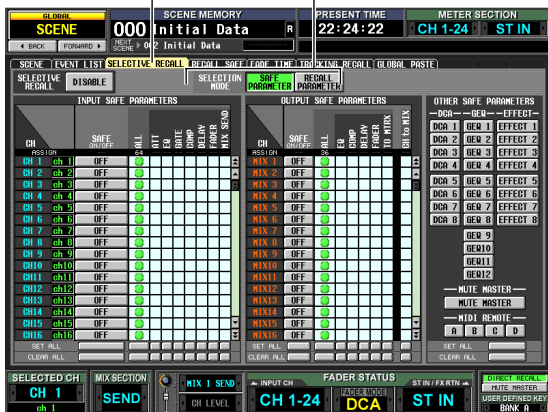 GLOBAL
SCENE
BACK FORWARD
SCENE MEMORY
000 Initial Data R
NEXT SCENE 002 Initial Data
PRESENT TIME
22:24:22
METER SECTION
CH 1-24 ST IN
SCENE EVENT LIST SELECTIVE RECALL RECALL SAFE FADE TIME TRACKING RECALL GLOBAL PASTE
SELECTIVE RECALL DISABLE
SELECTION MODE SAFE PARAMETER RECALL PARAMETER
INPUT SAFE PARAMETERS
CH SAFE ON/OFF ALL ATT EQ GATE COMP DELAY FADER MIX SEND
ASSIGN 64
CH 1 ch 1 OFF
CH 2 ch 2 OFF
CH 3 ch 3 OFF
CH 4 ch 4 OFF
CH 5 ch 5 OFF
CH 6 ch 6 OFF
CH 7 ch 7 OFF
CH 8 ch 8 OFF
CH 9 ch 9 OFF
CH10 ch10 OFF
CH11 ch11 OFF
CH12 ch12 OFF
CH13 ch13 OFF
CH14 ch14 OFF
CH15 ch15 OFF
CH16 ch16 OFF
SET ALL
CLEAR ALL
OUTPUT SAFE PARAMETERS
CH SAFE ON/OFF ALL ATT EQ COMP DELAY FADER TO MTRX CH to MIX
ASSIGN 36
MIX 1 OFF
MIX 2 OFF
MIX 3 OFF
MIX 4 OFF
MIX 5 OFF
MIX 6 OFF
MIX 7 OFF
MIX 8 OFF
MIX 9 OFF
MIX10 OFF
MIX11 OFF
MIX12 OFF
MIX13 OFF
MIX14 OFF
MIX15 OFF
MIX16 OFF
SET ALL
CLEAR ALL
OTHER SAFE PARAMETERS
DCA GEQ EFFECT
DCA 1 GEQ 1 EFFECT 1
DCA 2 GEQ 2 EFFECT 2
DCA 3 GEQ 3 EFFECT 3
DCA 4 GEQ 4 EFFECT 4
DCA 5 GEQ 5 EFFECT 5
DCA 6 GEQ 6 EFFECT 6
DCA 7 GEQ 7 EFFECT 7
DCA 8 GEQ 8 EFFECT 8
GEQ 9
GEQ10
GEQ11
GEQ12
MUTE MASTER
MUTE MASTER
MIDI REMOTE
A B C D
SELECTED CH
CH 1
ch 1
MIX SECTION
SEND
MIX 1 SEND
CH LEVEL
FADER STATUS
INPUT CH
CH 1-24
FADER MODE
DCA
ST IN / FX RTN
ST IN
DIRECT RECALL
MUTE MASTER
USER DEFINED KEY
BANK A